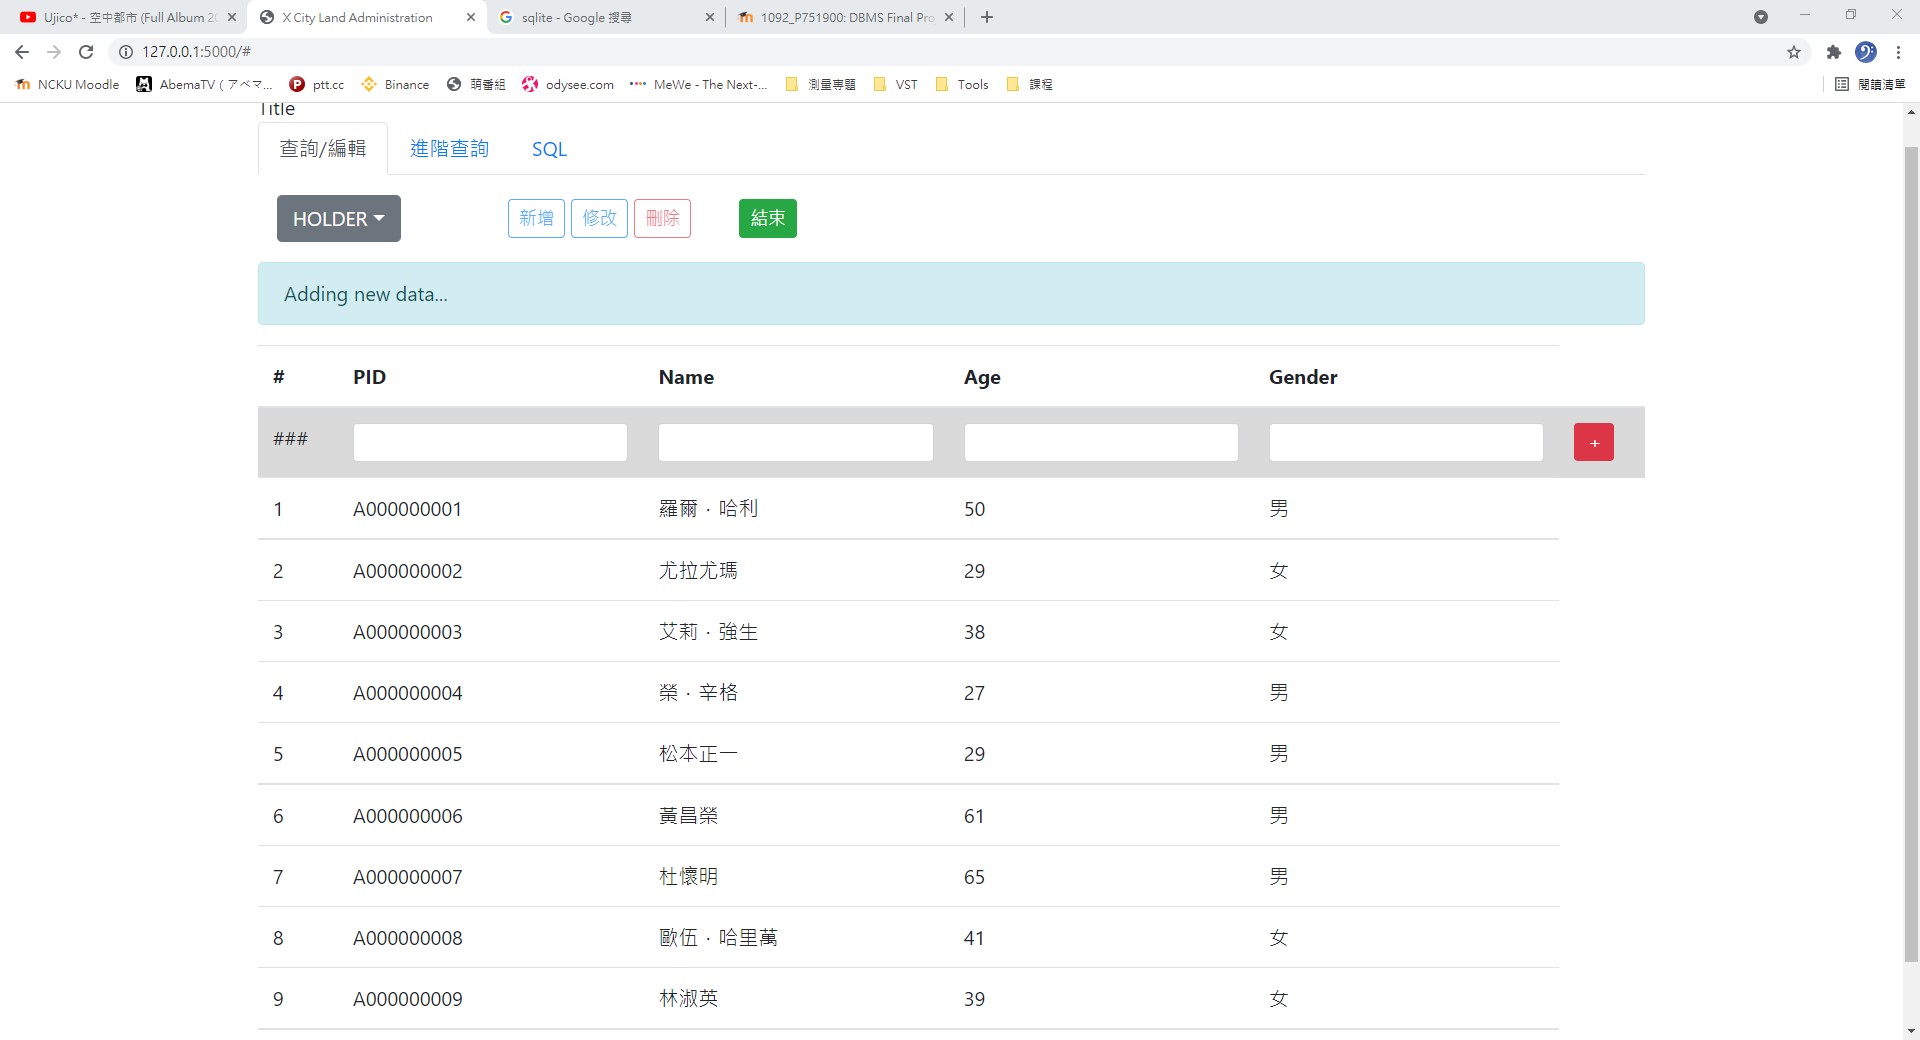 Ujico* - 空中都市 (Full Album 20
X City Land Administration
sqlite - Google 搜尋
1092_P751900: DBMS Final Pro
127.0.0.1:5000/#
NCKU Moodle
AbemaTV ( アベマ...
ptt.cc
Binance
萌番組
odysee.com
MeWe - The Next-...
測量專題
VST
Tools
課程
閱讀清單
Title
查詢/編輯
進階查詢
SQL
HOLDER
新增
修改
刪除
結束
Adding new data...
# PID Name Age Gender
### +
1 A000000001 羅爾．哈利 50 男
2 A000000002 尤拉尤瑪 29 女
3 A000000003 艾莉．強生 38 女
4 A000000004 榮．辛格 27 男
5 A000000005 松本正一 29 男
6 A000000006 黃昌榮 61 男
7 A000000007 杜懷明 65 男
8 A000000008 歐伍．哈里萬 41 女
9 A000000009 林淑英 39 女